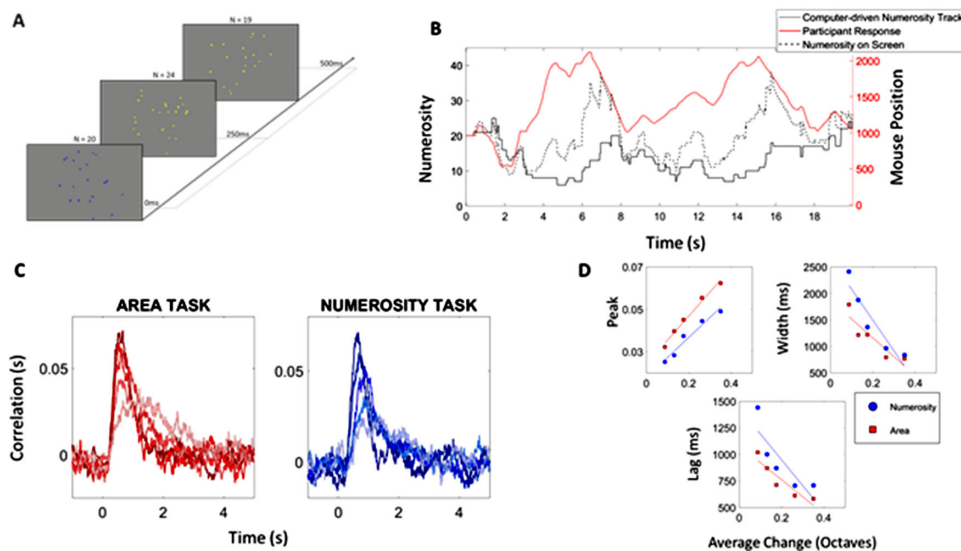 A
N = 19
N = 24
N = 20
500ms
250ms
0ms
B
Computer-driven Numerosity Track
Participant Response
Numerosity on Screen
Numerosity
40
30
20
10
0 2 4 6 8 10 12 14 16 18
Time (s)
2000
1500
1000
500
0
Mouse Position
C
AREA TASK
NUMEROSITY TASK
Correlation (s)
0.05
0
0 2 4
0.05
0
0 2 4
Time (s)
D
Peak
0.07
0.05
0.03
0 0.2 0.4
Width (ms)
2500
2000
1500
1000
500
0 0.2 0.4
Lag (ms)
1500
1250
1000
750
500
0 0.2 0.4
Average Change (Octaves)
Numerosity
Area